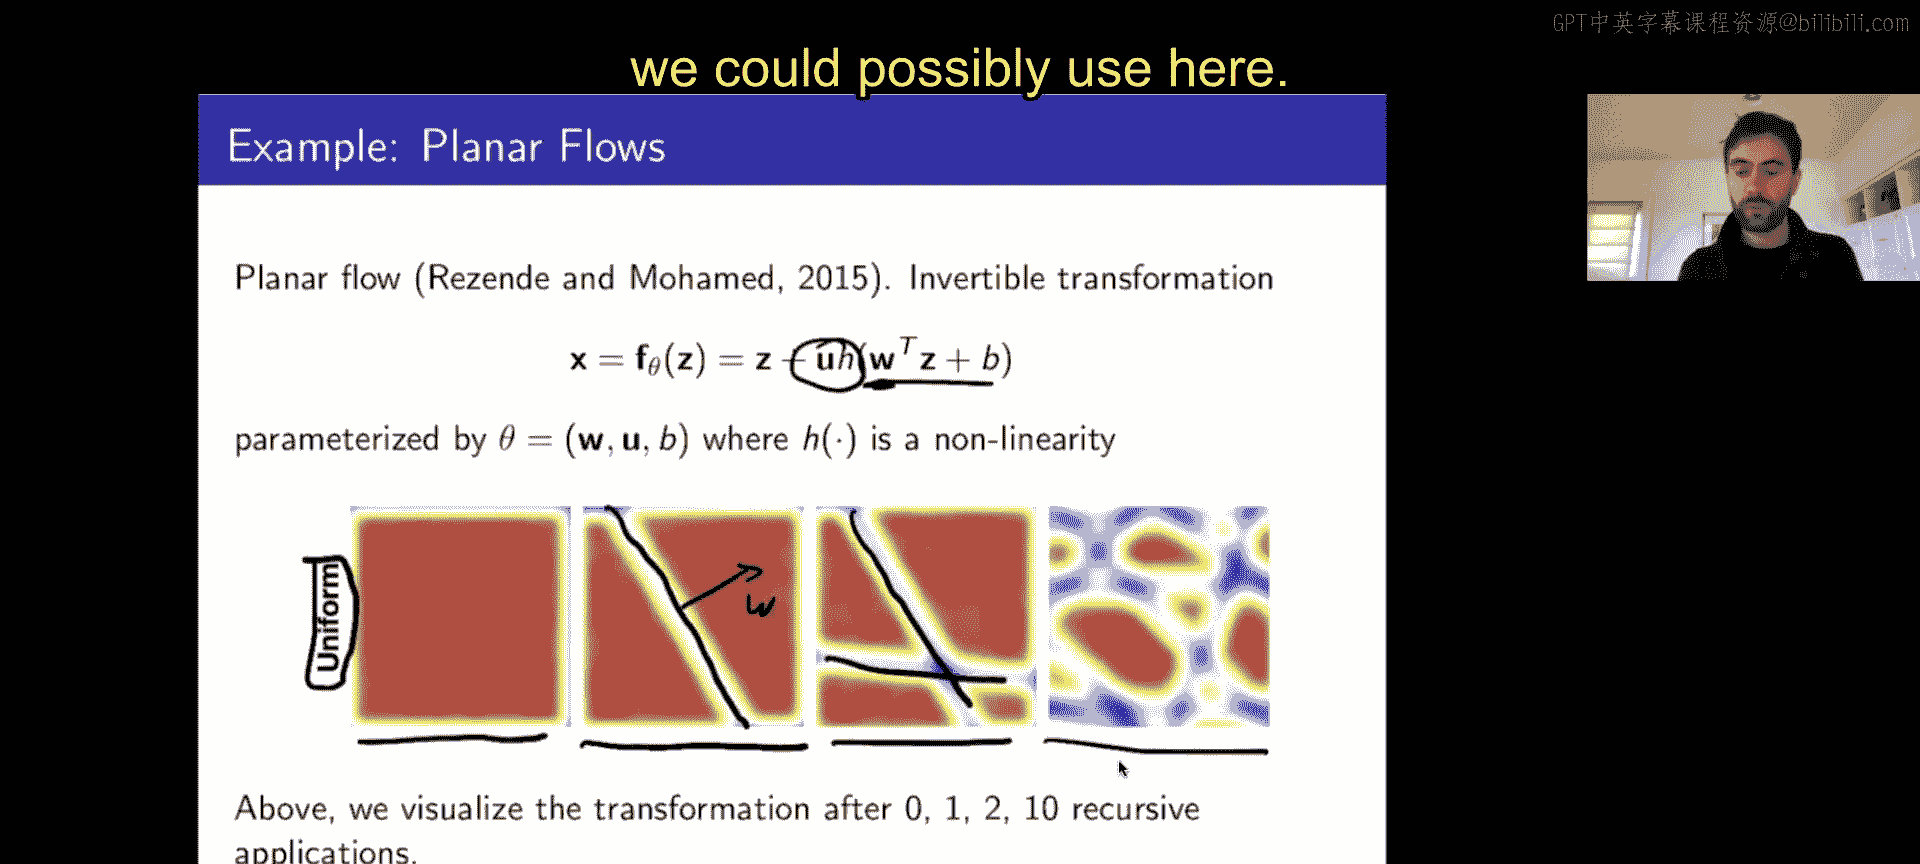 GPT中英字幕课程资源@bilibili.com
we could possibly use here.
Example: Planar Flows
Planar flow (Rezende and Mohamed, 2015). Invertible transformation
x = f_θ(z) = z + uh(w^T z + b)
parameterized by θ = (w, u, b) where h(·) is a non-linearity
Uniform
w
Above, we visualize the transformation after 0, 1, 2, 10 recursive
applications.